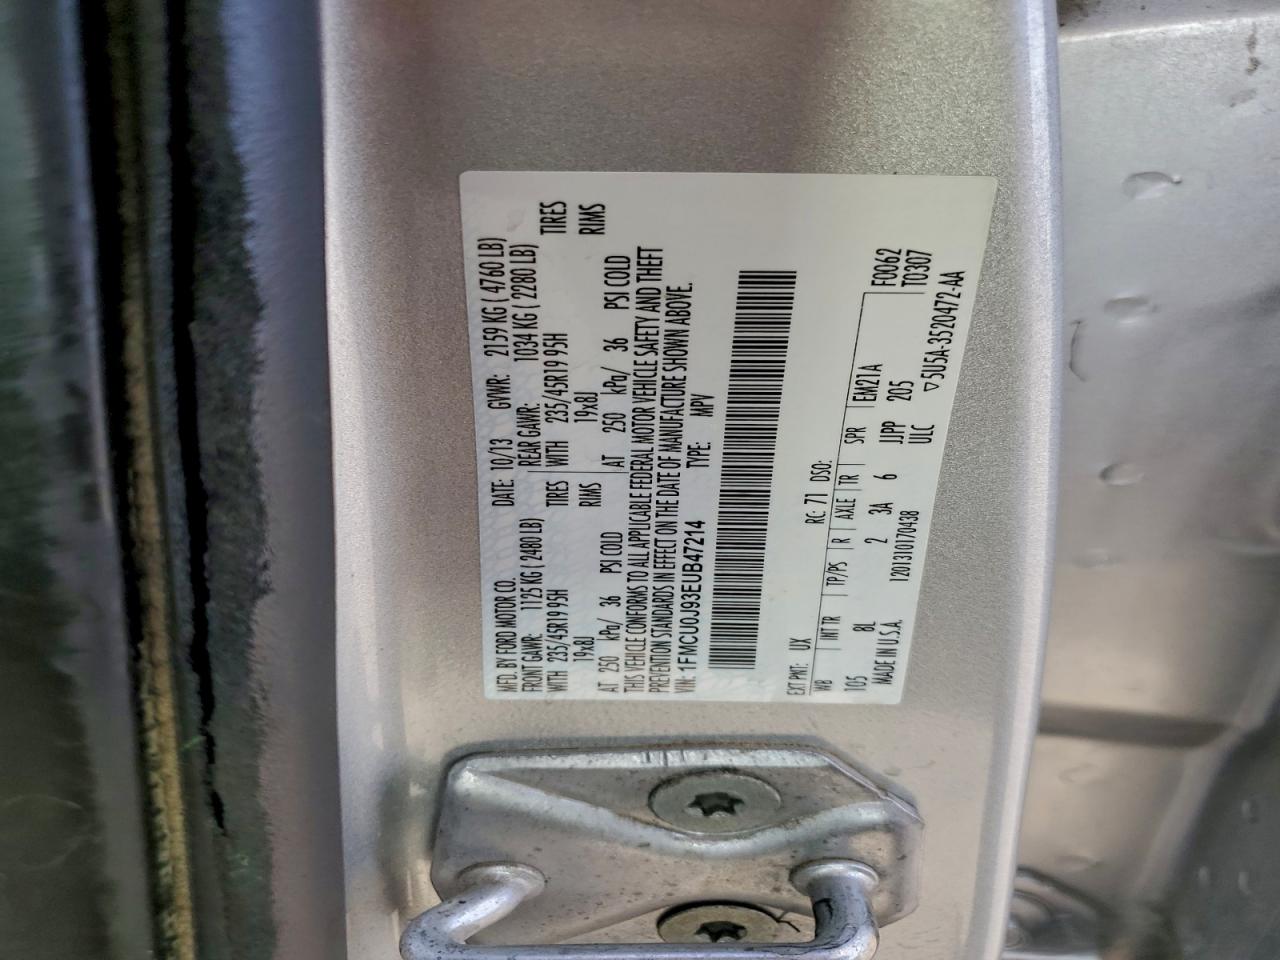 MFD. BY FORD MOTOR CO.
DATE: 10/13 GVWR: 2159 KG ( 4760 LB)
FRONT GAWR: 1125 KG ( 2480 LB) REAR GAWR: 1034 KG ( 2280 LB)
WITH 235/45R19 95H TIRES WITH 235/45R19 95H TIRES
19x8J RIMS 19x8J RIMS
AT 250 kPa/ 36 PSI COLD AT 250 kPa/ 36 PSI COLD
THIS VEHICLE CONFORMS TO ALL APPLICABLE FEDERAL MOTOR VEHICLE SAFETY AND THEFT
PREVENTION STANDARDS IN EFFECT ON THE DATE OF MANUFACTURE SHOWN ABOVE.
VIN: 1FMCU0J93EUB47214 TYPE: MPV
EXT PNT: UX RC: 71 DSO: F0062
WB INT TR TP/PS R AXLE TR SPR EM21A T0307
105 8L 2 3A 6 JJPP 205
MADE IN U.S.A. 1201310170438 ULC ▽5U5A-3520472-AA